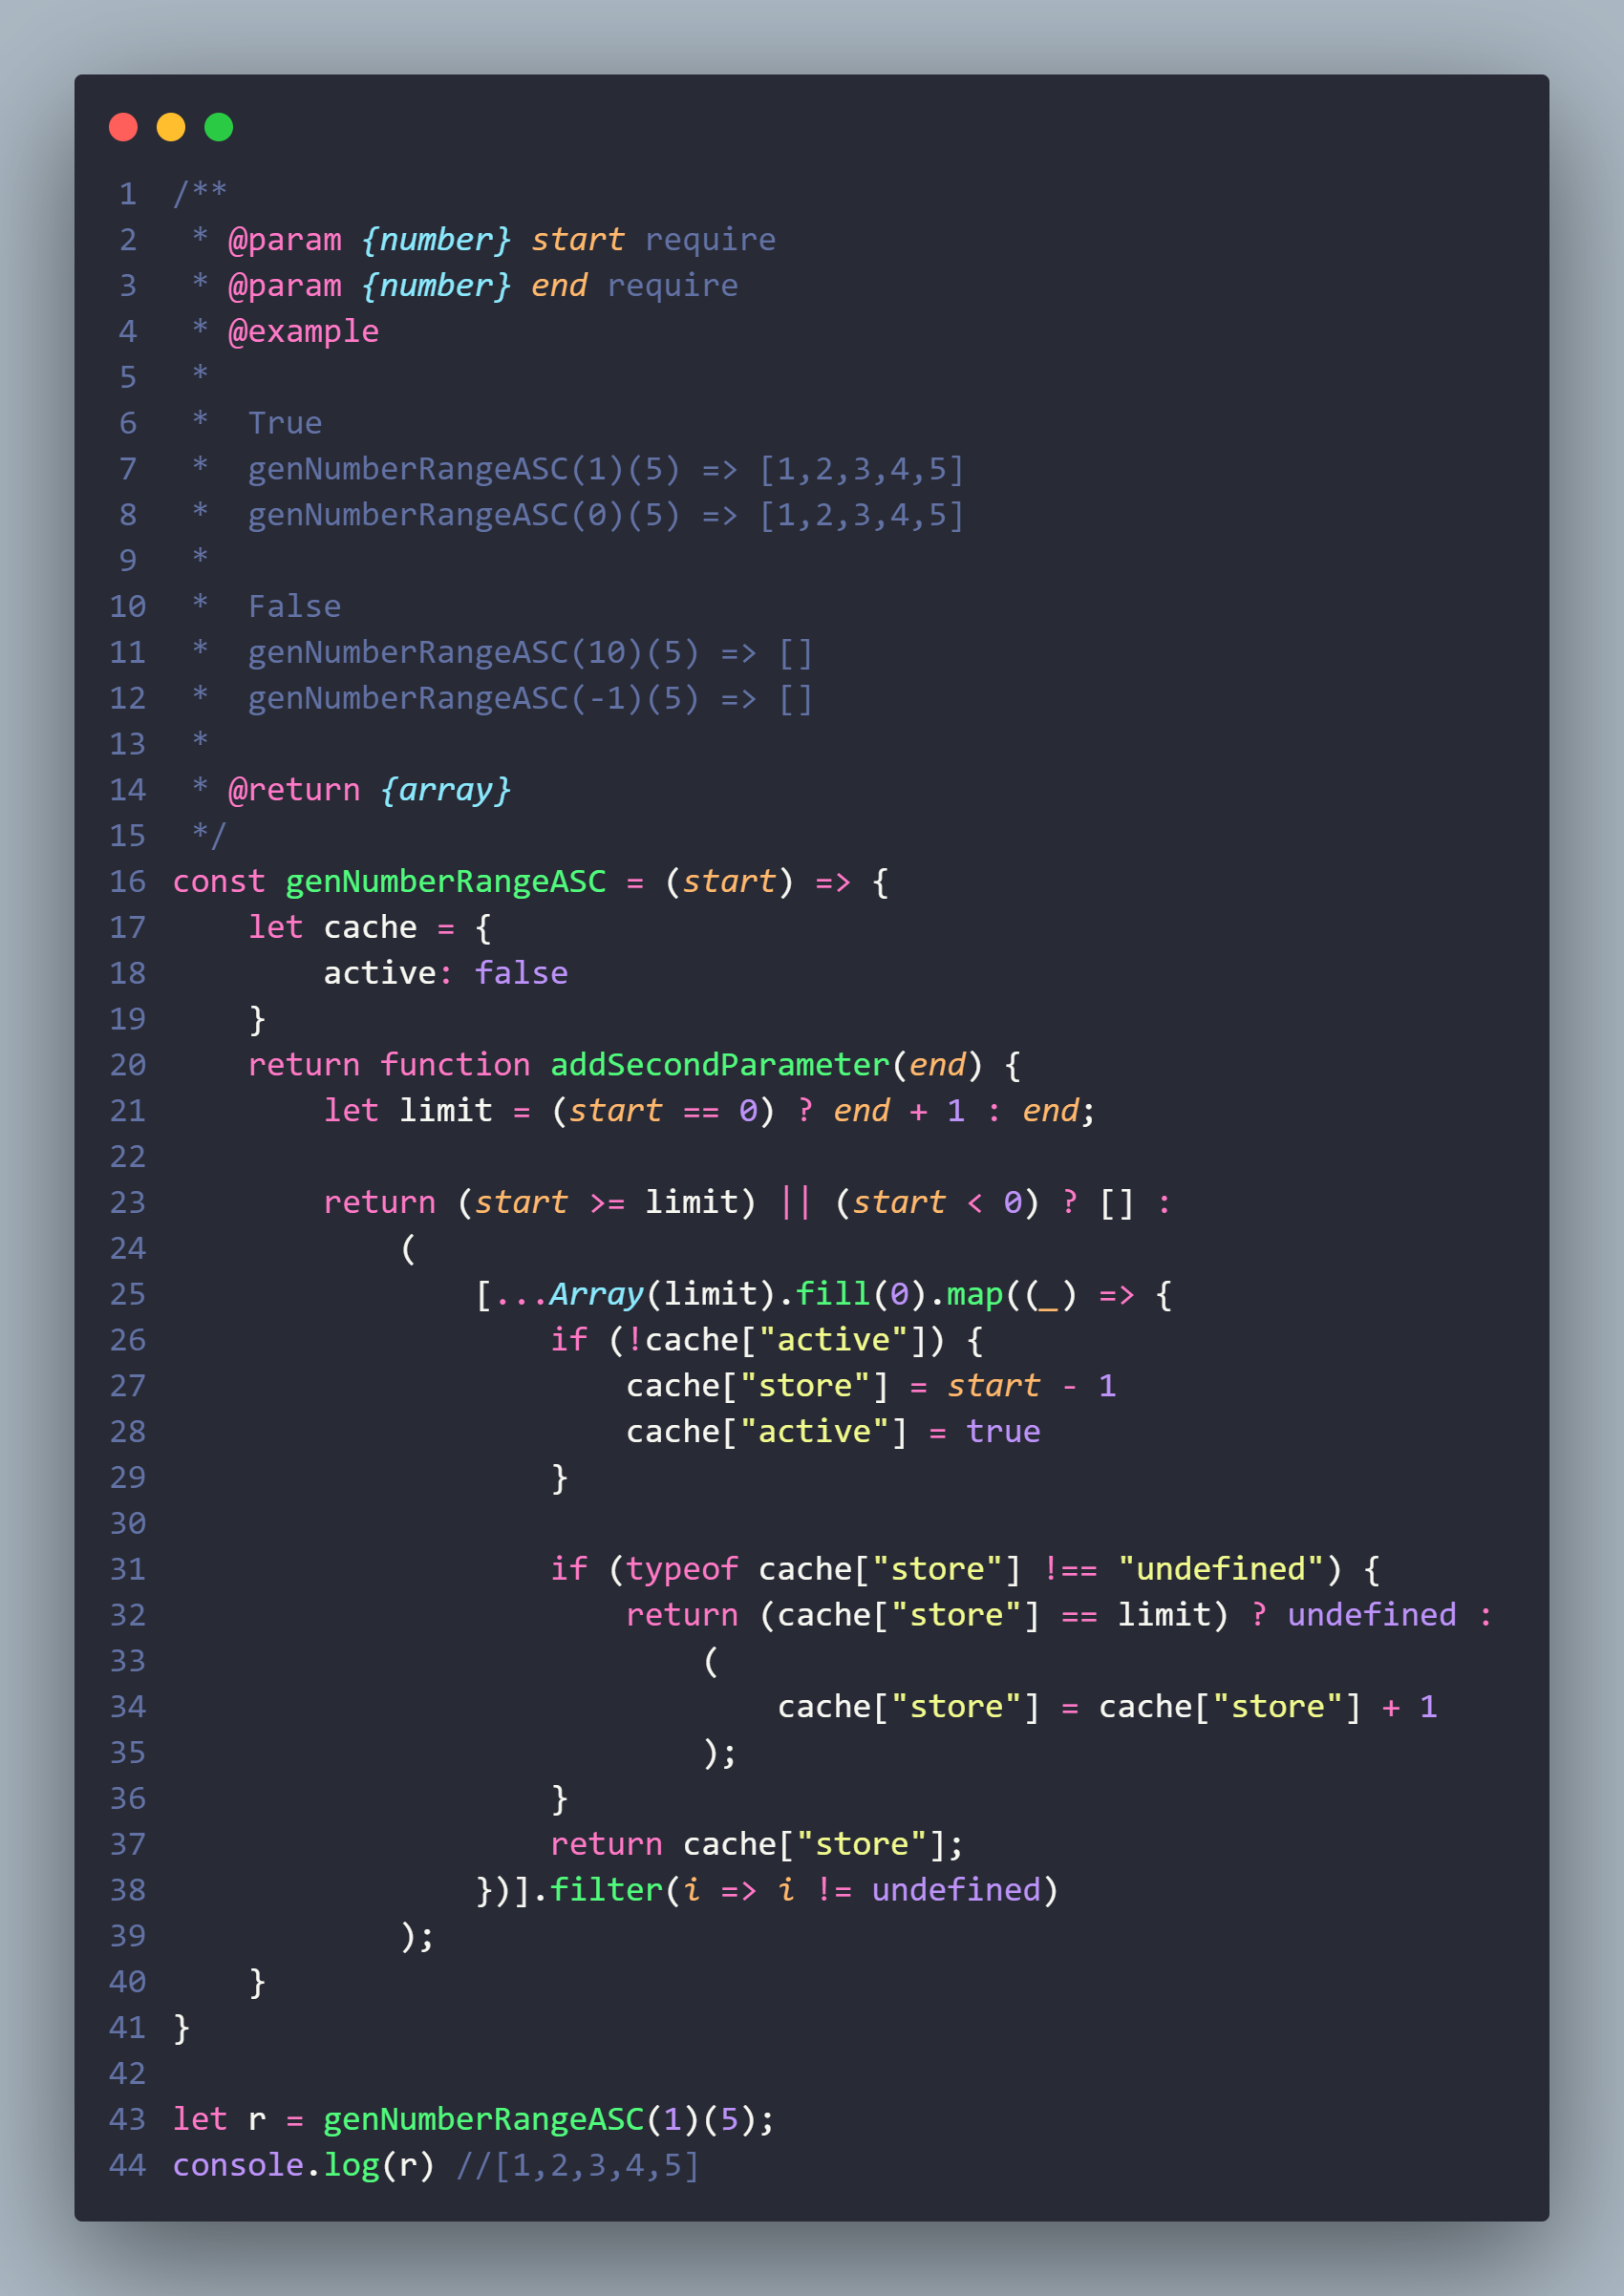 1 /**
2  * @param {number} start require
3  * @param {number} end require
4  * @example
5  *
6  *  True
7  *  genNumberRangeASC(1)(5) => [1,2,3,4,5]
8  *  genNumberRangeASC(0)(5) => [1,2,3,4,5]
9  *
10  *  False
11  *  genNumberRangeASC(10)(5) => []
12  *  genNumberRangeASC(-1)(5) => []
13  *
14  * @return {array}
15  */
16 const genNumberRangeASC = (start) => {
17     let cache = {
18         active: false
19     }
20     return function addSecondParameter(end) {
21         let limit = (start == 0) ? end + 1 : end;
22
23         return (start >= limit) || (start < 0) ? [] :
24             (
25                 [...Array(limit).fill(0).map((_) => {
26                     if (!cache["active"]) {
27                         cache["store"] = start - 1
28                         cache["active"] = true
29                     }
30
31                     if (typeof cache["store"] !== "undefined") {
32                         return (cache["store"] == limit) ? undefined :
33                             (
34                                 cache["store"] = cache["store"] + 1
35                             );
36                     }
37                     return cache["store"];
38                 })].filter(i => i != undefined)
39             );
40     }
41 }
42
43 let r = genNumberRangeASC(1)(5);
44 console.log(r) //[1,2,3,4,5]